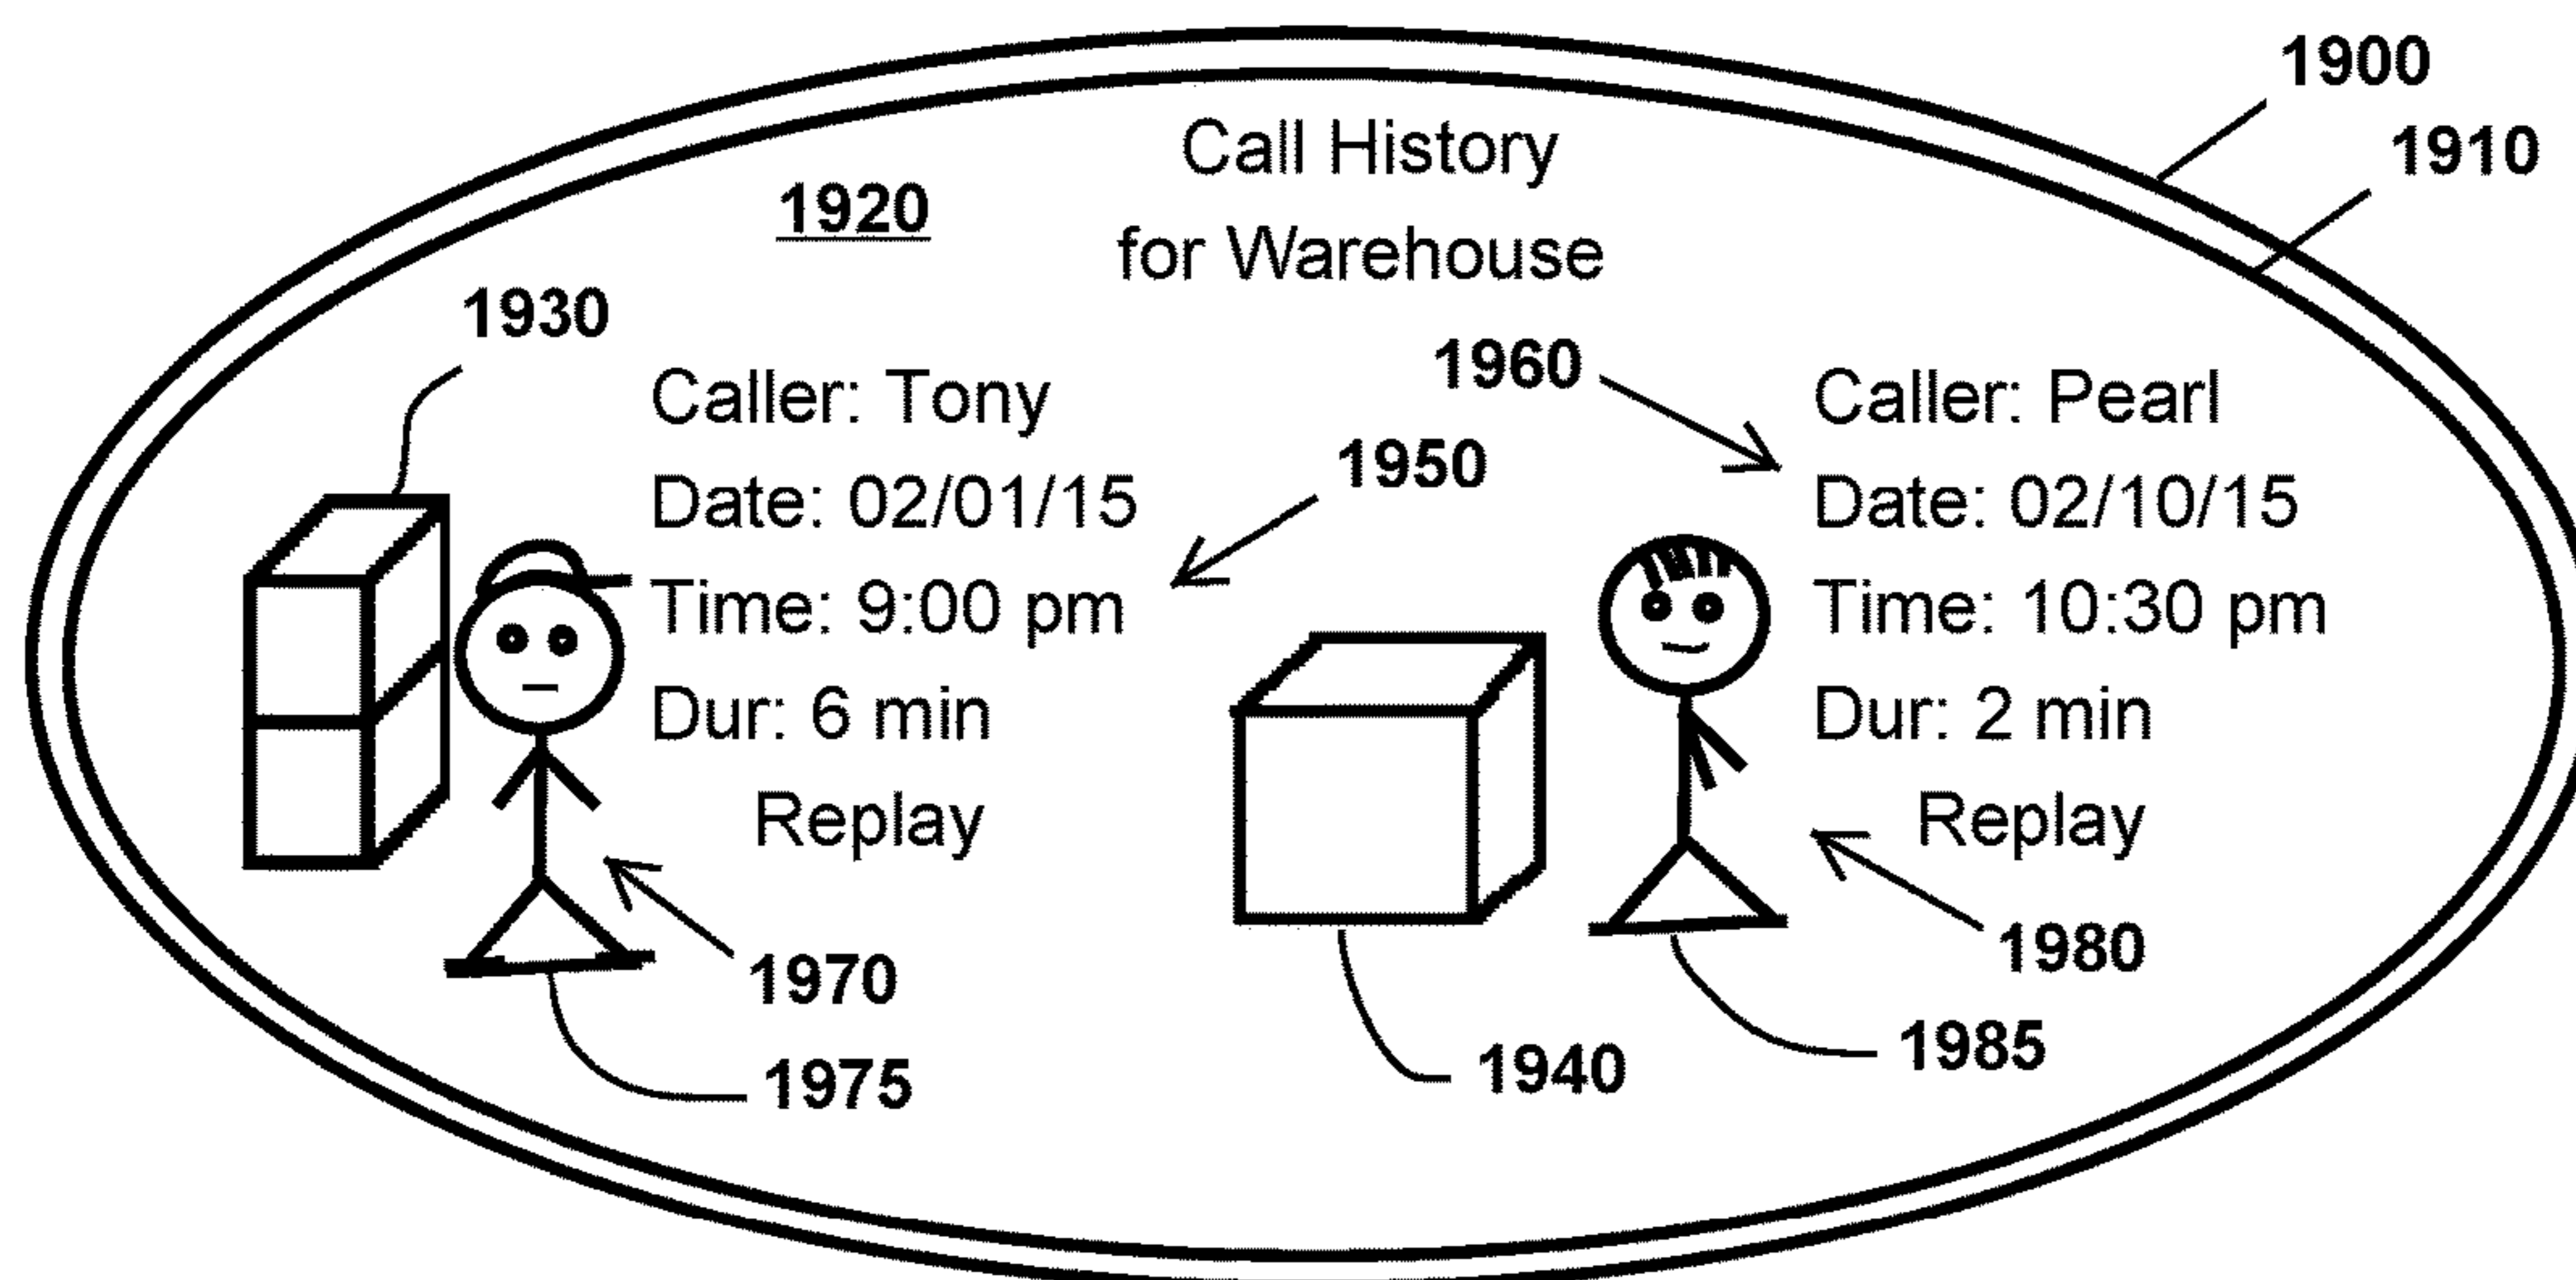 1900
1910
Call History
for Warehouse
1920
1930
1960
1950
Caller: Tony
Date: 02/01/15
Time: 9:00 pm
Dur: 6 min
Replay
Caller: Pearl
Date: 02/10/15
Time: 10:30 pm
Dur: 2 min
Replay
1970
1975
1940
1980
1985